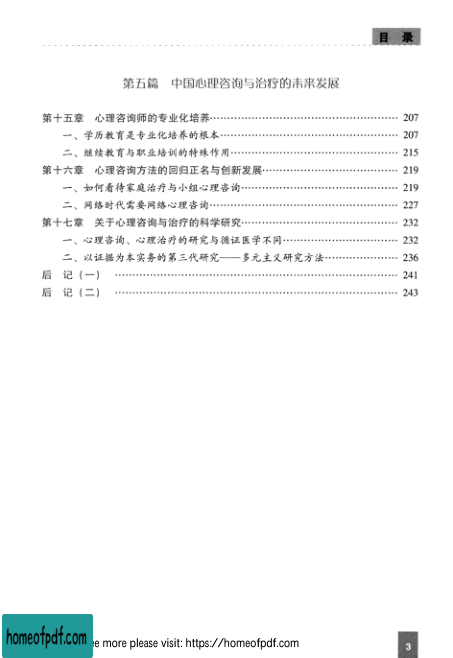 目 录
第五篇 中国心理咨询与治疗的未来发展
第十五章 心理咨询师的专业化培养 207
一、学历教育是专业化培养的根本 207
二、继续教育与职业培训的特殊作用 215
第十六章 心理咨询方法的回归正名与创新发展 219
一、如何看待家庭治疗与小组心理咨询 219
二、网络时代需要网络心理咨询 227
第十七章 关于心理咨询与治疗的科学研究 232
一、心理咨询、心理治疗的研究与循证医学不同 232
二、以证据为本实务的第三代研究——多元主义研究方法 236
后 记（一） 241
后 记（二） 243
homeofpdf.com
ee more please visit: https://homeofpdf.com
3